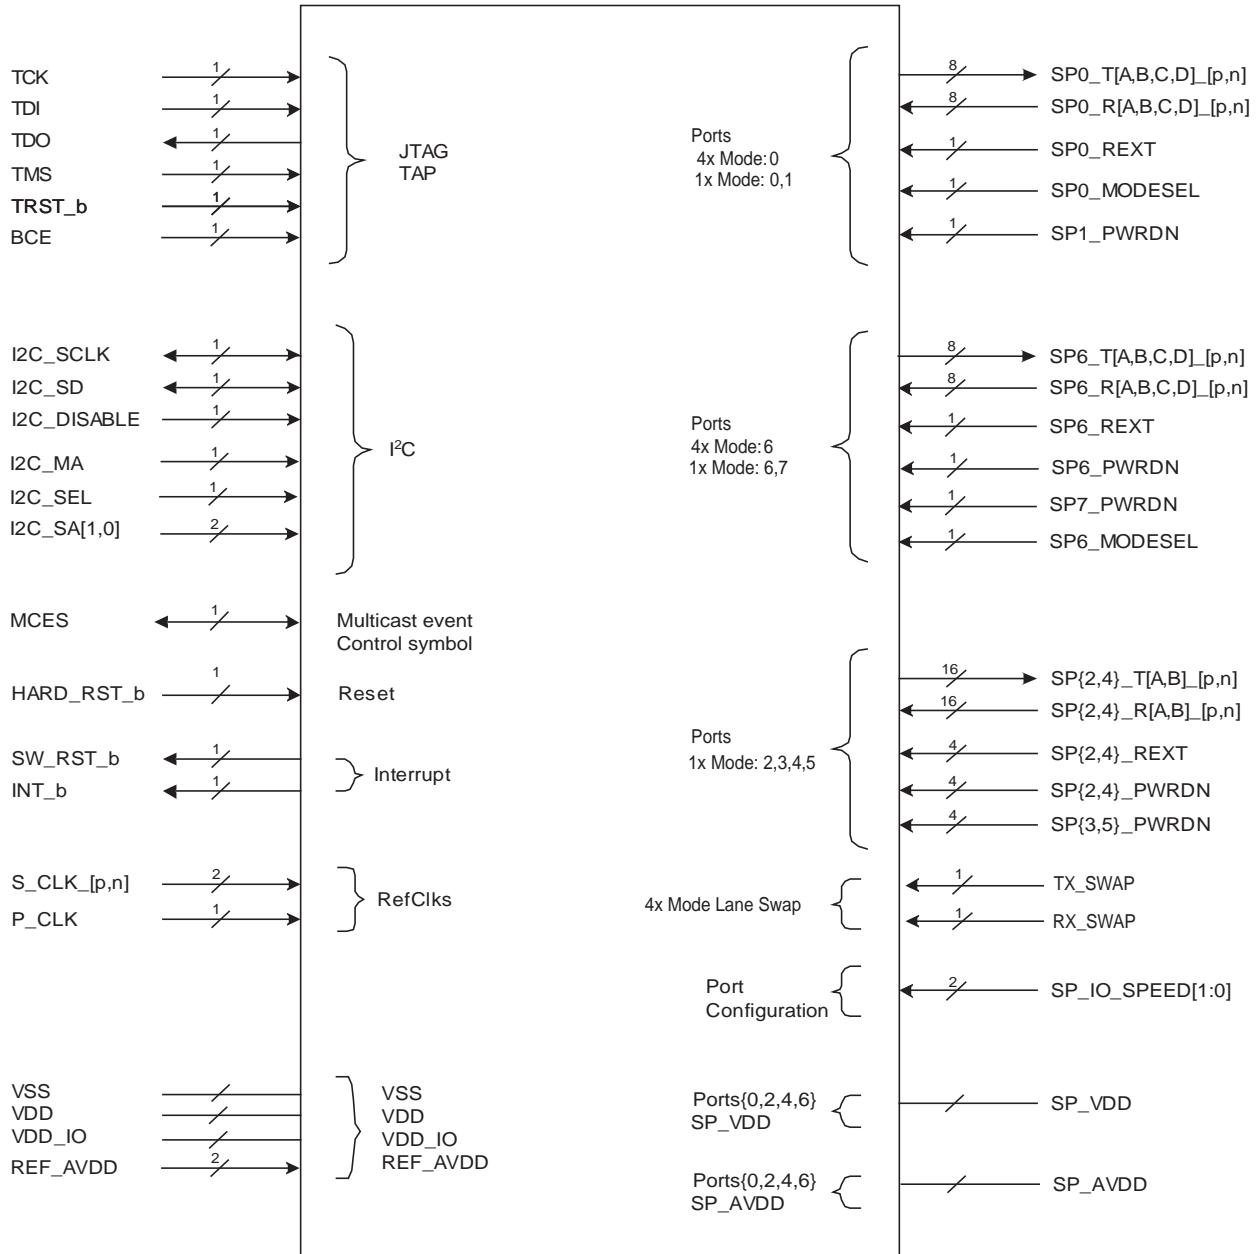 TCK 1
TDI 1
TDO 1
TMS 1
TRST_b 1
BCE 1
JTAG
TAP
I2C_SCLK 1
I2C_SD 1
I2C_DISABLE 1
I2C_MA 1
I2C_SEL 1
I2C_SA[1,0] 2
I²C
MCES 1
Multicast event
Control symbol
HARD_RST_b 1 Reset
SW_RST_b 1
INT_b 1
Interrupt
S_CLK_[p,n] 2
P_CLK 1
RefClks
VSS
VDD
VDD_IO
REF_AVDD 2
VSS
VDD
VDD_IO
REF_AVDD
Ports
4x Mode: 0
1x Mode: 0,1
8 SP0_T[A,B,C,D]_[p,n]
8 SP0_R[A,B,C,D]_[p,n]
1 SP0_REXT
1 SP0_MODESEL
1 SP1_PWRDN
Ports
4x Mode: 6
1x Mode: 6,7
8 SP6_T[A,B,C,D]_[p,n]
8 SP6_R[A,B,C,D]_[p,n]
1 SP6_REXT
1 SP6_PWRDN
1 SP7_PWRDN
1 SP6_MODESEL
Ports
1x Mode: 2,3,4,5
16 SP{2,4}_T[A,B]_[p,n]
16 SP{2,4}_R[A,B]_[p,n]
4 SP{2,4}_REXT
4 SP{2,4}_PWRDN
4 SP{3,5}_PWRDN
4x Mode Lane Swap
1 TX_SWAP
1 RX_SWAP
Port
Configuration
2 SP_IO_SPEED[1:0]
Ports{0,2,4,6}
SP_VDD
SP_VDD
Ports{0,2,4,6}
SP_AVDD
SP_AVDD